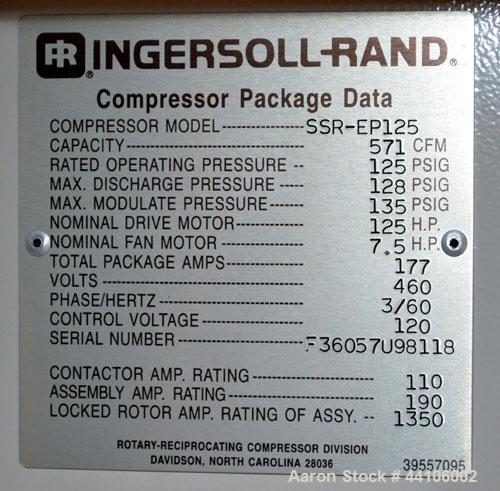 IR INGERSOLL-RAND®
Compressor Package Data
COMPRESSOR MODEL SSR-EP125
CAPACITY 571 CFM
RATED OPERATING PRESSURE 125 PSIG
MAX. DISCHARGE PRESSURE 128 PSIG
MAX. MODULATE PRESSURE 135 PSIG
NOMINAL DRIVE MOTOR 125 H.P.
NOMINAL FAN MOTOR 7.5 H.P.
TOTAL PACKAGE AMPS 177
VOLTS 460
PHASE/HERTZ 3/60
CONTROL VOLTAGE 120
SERIAL NUMBER F36057U98118
CONTACTOR AMP. RATING 110
ASSEMBLY AMP. RATING 190
LOCKED ROTOR AMP. RATING OF ASSY. -- 1350
ROTARY-RECIPROCATING COMPRESSOR DIVISION
DAVIDSON, NORTH CAROLINA 28036 39557095
Aaron Stock # 44106062